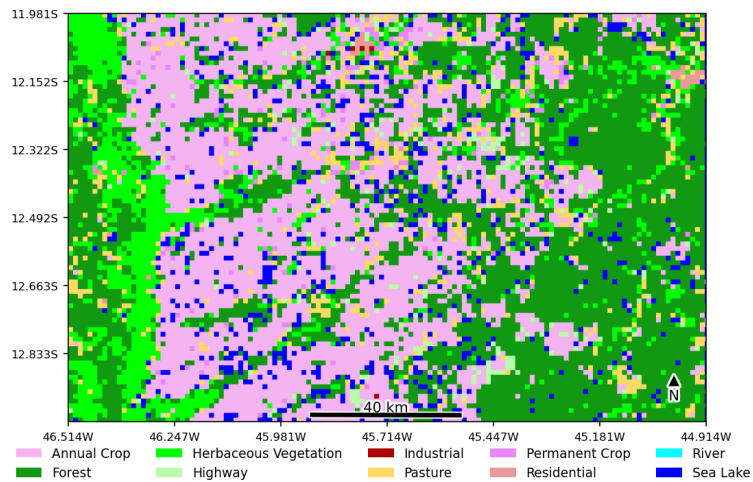 11.981S
12.152S
12.322S
12.492S
12.663S
12.833S
40 km
N
46.514W 46.247W 45.981W 45.714W 45.447W 45.181W 44.914W
Annual Crop Herbaceous Vegetation Industrial Permanent Crop River
Forest Highway Pasture Residential Sea Lake